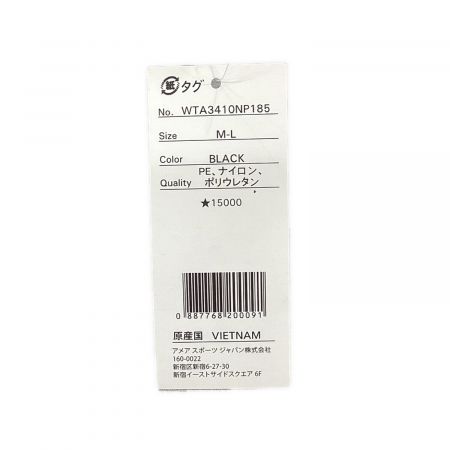 紙 タグ
No. WTA3410NP185
Size M-L
Color BLACK
Quality PE、ナイロン、
ポリウレタン
★15000
0 887768 200091
原産国 VIETNAM
アメア スポーツ ジャパン株式会社
160-0022
新宿区新宿6-27-30
新宿イーストサイドスクエア 6F